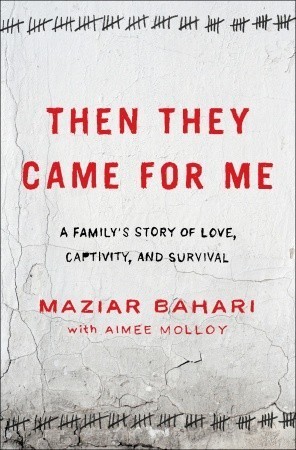 THEN THEY
CAME FOR ME
A FAMILY'S STORY OF LOVE,
CAPTIVITY, AND SURVIVAL
MAZIAR BAHARI
with AIMEE MOLLOY